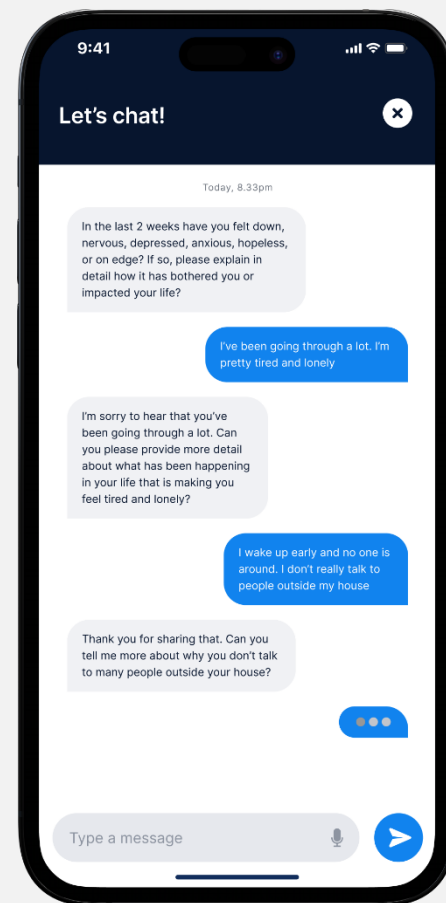 9:41
Let's chat!
Today, 8.33pm
In the last 2 weeks have you felt down,
nervous, depressed, anxious, hopeless,
or on edge? If so, please explain in
detail how it has bothered you or
impacted your life?
I've been going through a lot. I'm
pretty tired and lonely
I'm sorry to hear that you've
been going through a lot. Can
you please provide more detail
about what has been happening
in your life that is making you
feel tired and lonely?
I wake up early and no one is
around. I don't really talk to
people outside my house
Thank you for sharing that. Can you
tell me more about why you don't talk
to many people outside your house?
Type a message